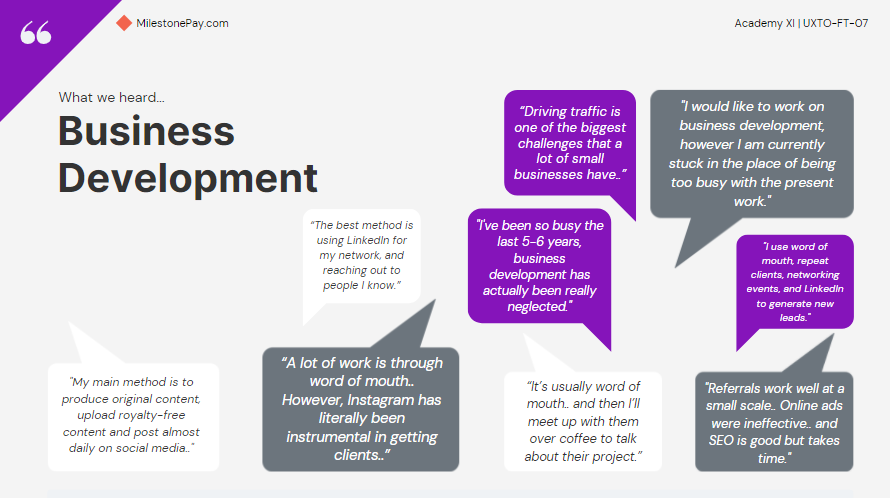 MilestonePay.com
Academy XI | UXTO-FT-07
What we heard...
Business
Development
"Driving traffic is
one of the biggest
challenges that a
lot of small
businesses have.."
"I would like to work on
business development,
however I am currently
stuck in the place of being
too busy with the present
work."
"The best method is
using LinkedIn for
my network, and
reaching out to
people I know."
"I've been so busy the
last 5-6 years,
business
development has
actually been really
neglected."
"I use word of
mouth, repeat
clients, networking
events, and LinkedIn
to generate new
leads."
"My main method is to
produce original content,
upload royalty-free
content and post almost
daily on social media.."
"A lot of work is through
word of mouth..
However, Instagram has
literally been
instrumental in getting
clients.."
"It's usually word of
mouth.. and then I'll
meet up with them
over coffee to talk
about their project."
"Referrals work well at a
small scale.. Online ads
were ineffective.. and
SEO is good but takes
time."